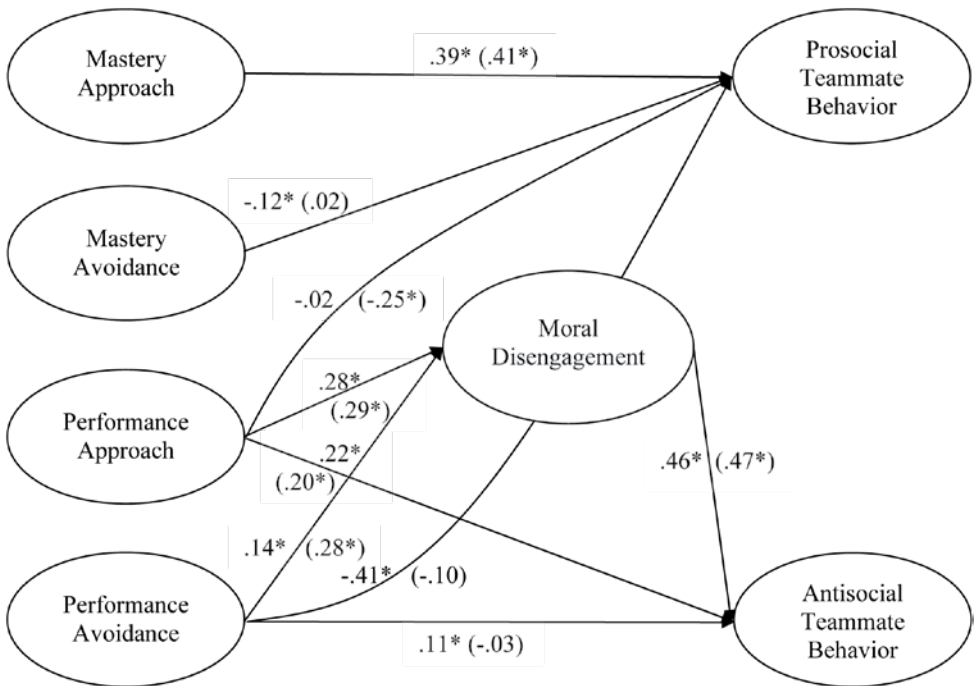 Mastery
Approach
.39* (.41*)
Prosocial
Teammate
Behavior
Mastery
Avoidance
-.12* (.02)
-.02 (-.25*)
Moral
Disengagement
Performance
Approach
.28*
(.29*)
.22*
(.20*)
.46* (.47*)
Performance
Avoidance
.14* (.28*)
-.41* (-.10)
.11* (-.03)
Antisocial
Teammate
Behavior